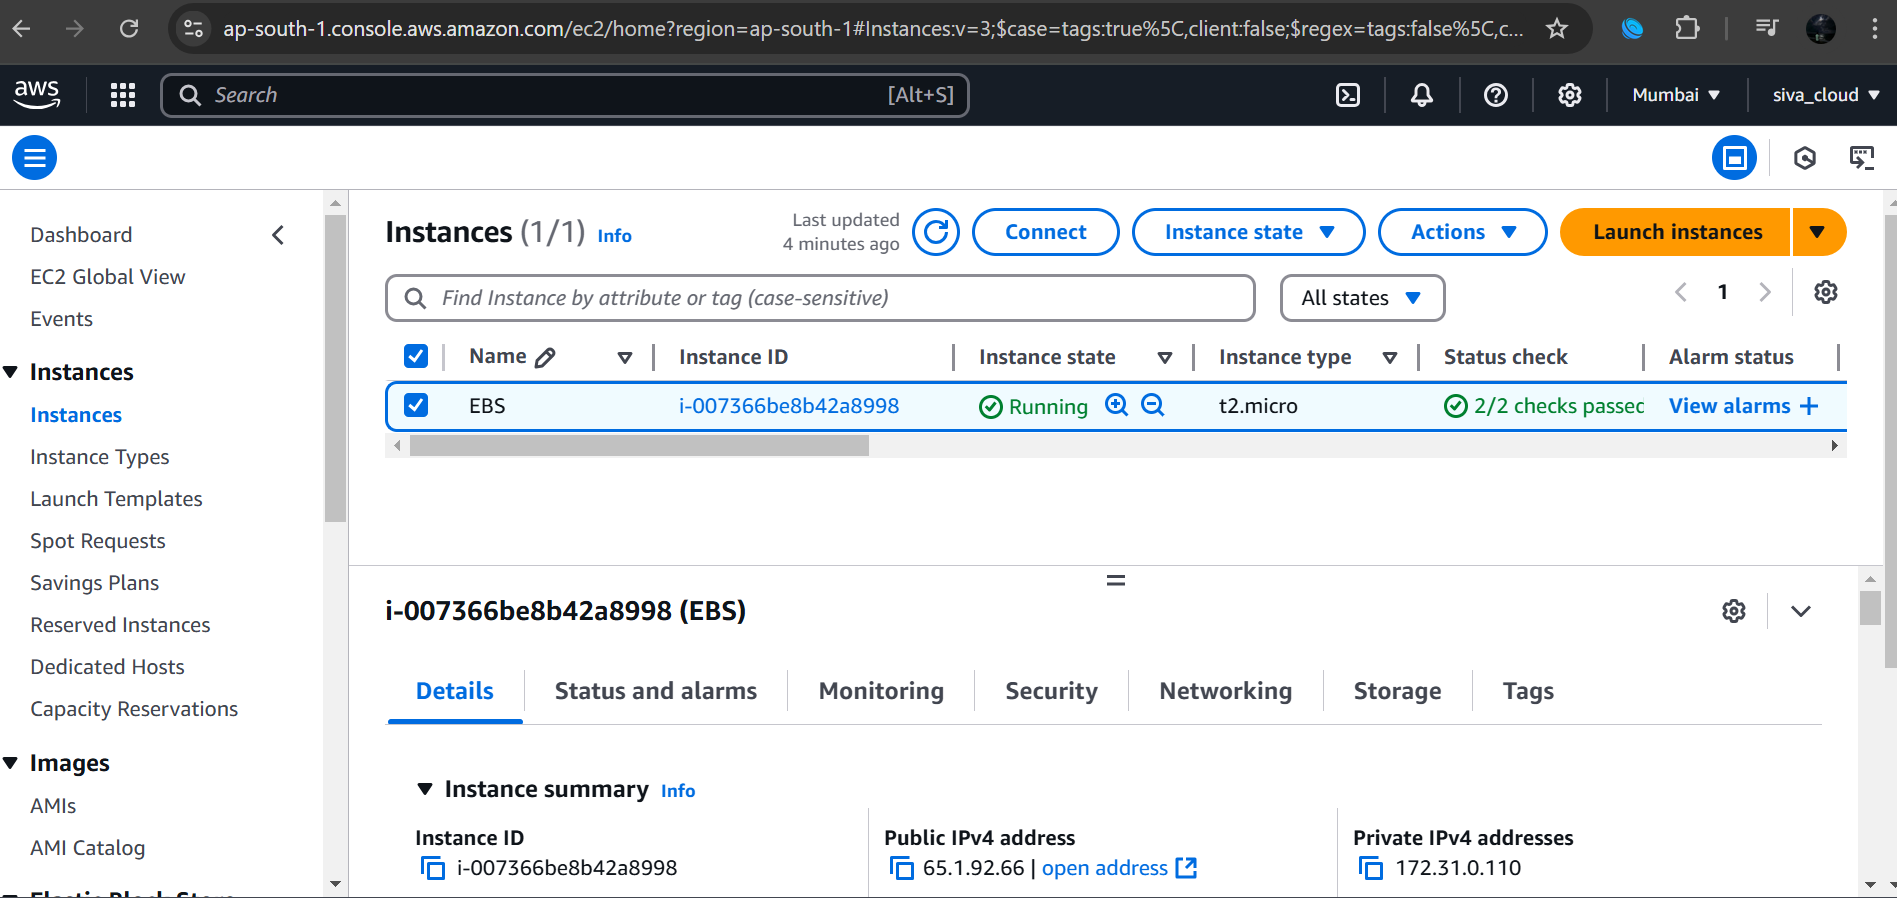 ap-south-1.console.aws.amazon.com/ec2/home?region=ap-south-1#Instances:v=3;$case=tags:true%5C,client:false;$regex=tags:false%5C,c...
aws
Search [Alt+S]
Mumbai
siva_cloud
Dashboard
EC2 Global View
Events
Instances
Instances
Instance Types
Launch Templates
Spot Requests
Savings Plans
Reserved Instances
Dedicated Hosts
Capacity Reservations
Images
AMIs
AMI Catalog
Elastic Block Store
Instances (1/1) Info
Last updated
4 minutes ago
Connect
Instance state
Actions
Launch instances
Find Instance by attribute or tag (case-sensitive)
All states
1
Name Instance ID Instance state Instance type Status check Alarm status
EBS i-007366be8b42a8998 Running t2.micro 2/2 checks passed View alarms +
i-007366be8b42a8998 (EBS)
Details Status and alarms Monitoring Security Networking Storage Tags
Instance summary Info
Instance ID
i-007366be8b42a8998
Public IPv4 address
65.1.92.66 | open address
Private IPv4 addresses
172.31.0.110